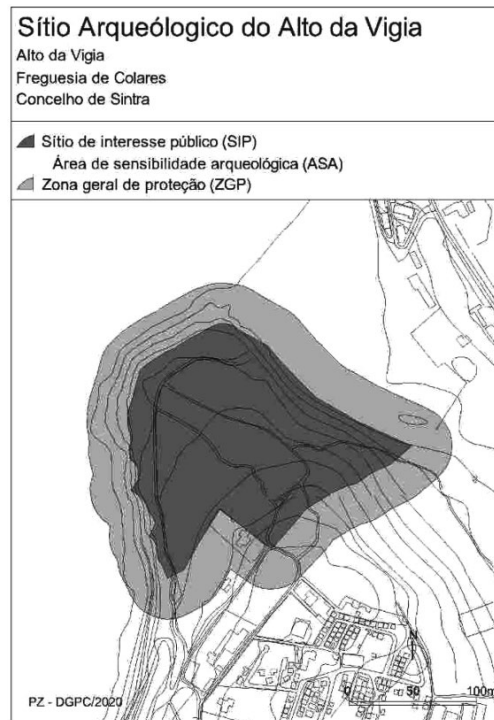 Sítio Arqueólogico do Alto da Vigia
Alto da Vigia
Freguesia de Colares
Concelho de Sintra
Sítio de interesse público (SIP)
Área de sensibilidade arqueológica (ASA)
Zona geral de proteção (ZGP)
N
0 50 100m
PZ - DGPC/2020